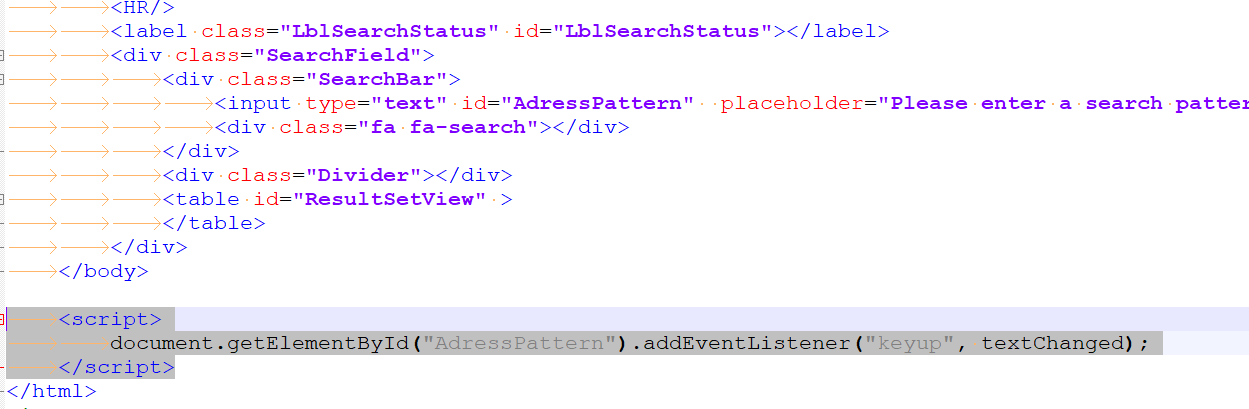 <HR/>
<label class="LblSearchStatus" id="LblSearchStatus"></label>
<div class="SearchField">
<div class="SearchBar">
<input type="text" id="AdressPattern"  placeholder="Please enter a search patter
<div class="fa fa-search"></div>
</div>
<div class="Divider"></div>
<table id="ResultSetView" >
</table>
</div>
</body>
<script>
document.getElementById("AdressPattern").addEventListener("keyup", textChanged);
</script>
</html>